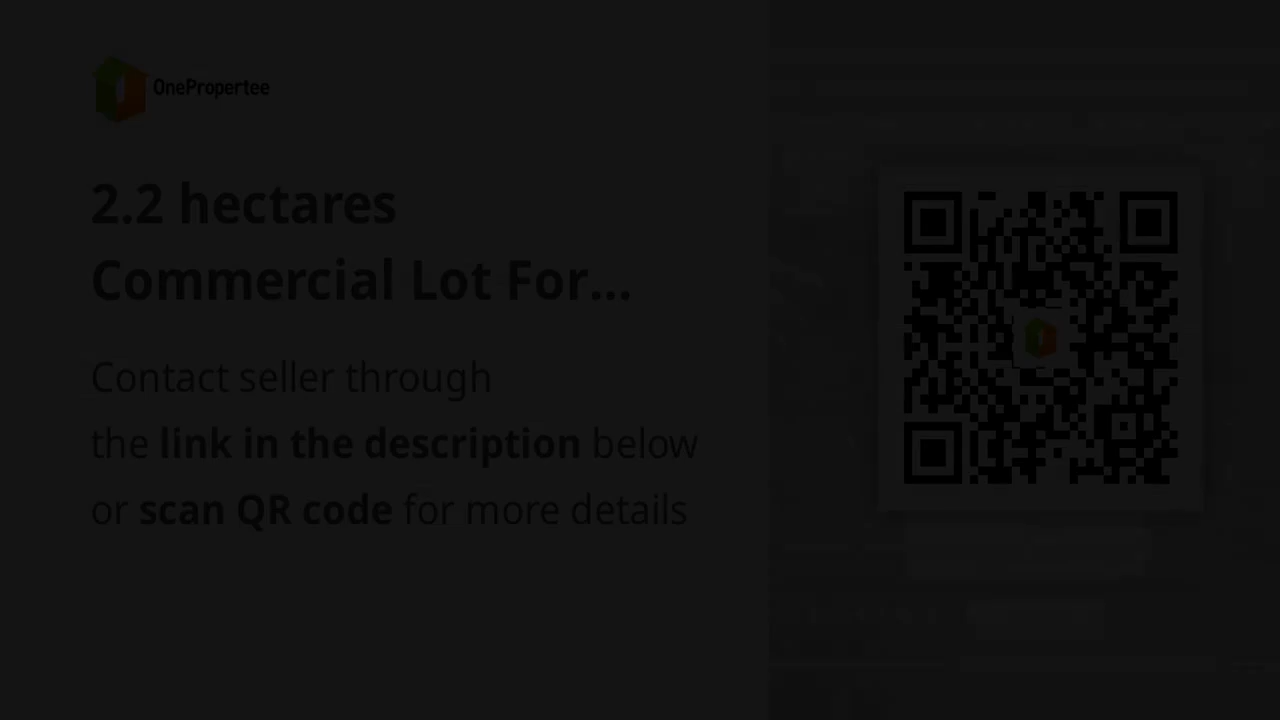 OnePropertee
2.2 hectares
Commercial Lot For...
Contact seller through
the link in the description below
or scan QR code for more details